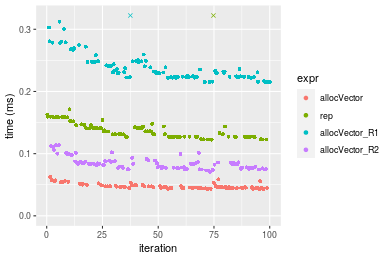 time (ms)
0.3
0.2
0.1
0.0
0
25
50
75
100
iteration
expr
allocVector
rep
allocVector_R1
allocVector_R2